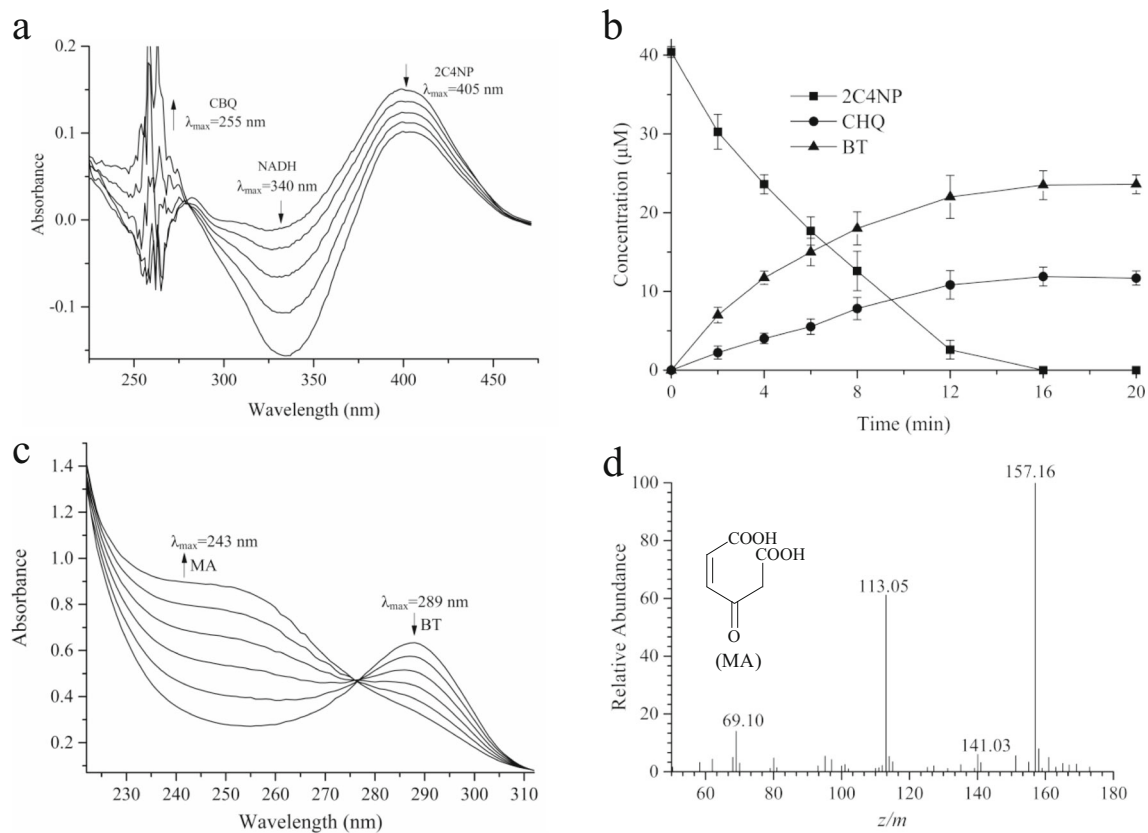 a
0.2
0.1
0.0
-0.1
Absorbance
CBQ
λmax=255 nm
NADH
λmax=340 nm
2C4NP
λmax=405 nm
250 300 350 400 450
Wavelength (nm)
b
40
30
20
10
0
Concentration (μM)
2C4NP
CHQ
BT
0 4 8 12 16 20
Time (min)
c
1.4
1.2
1.0
0.8
0.6
0.4
0.2
Absorbance
λmax=243 nm
MA
λmax=289 nm
BT
230 240 250 260 270 280 290 300 310
Wavelength (nm)
d
100
80
60
40
20
0
Relative Abundance
157.16
113.05
69.10
141.03
COOH
COOH
O
(MA)
60 80 100 120 140 160 180
z/m